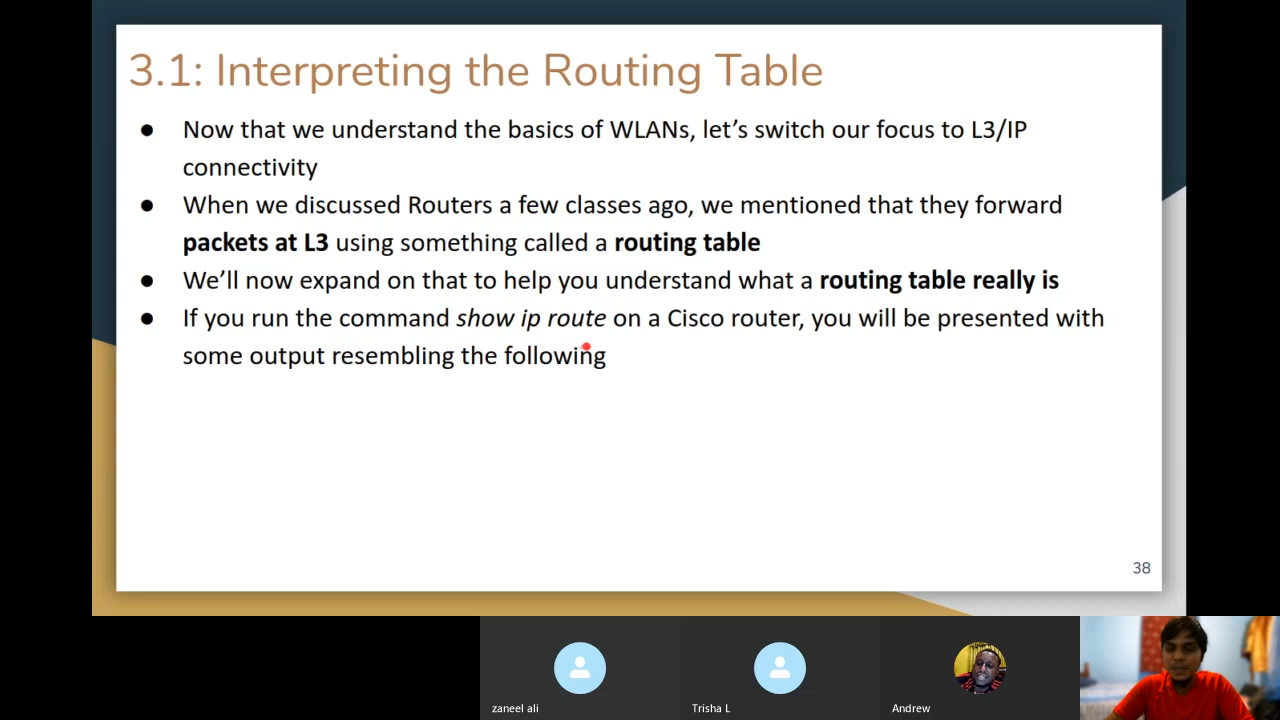 3.1: Interpreting the Routing Table
● Now that we understand the basics of WLANs, let’s switch our focus to L3/IP
connectivity
● When we discussed Routers a few classes ago, we mentioned that they forward
packets at L3 using something called a routing table
● We’ll now expand on that to help you understand what a routing table really is
● If you run the command show ip route on a Cisco router, you will be presented with
some output resembling the following
38
zaneel ali
Trisha L
Andrew